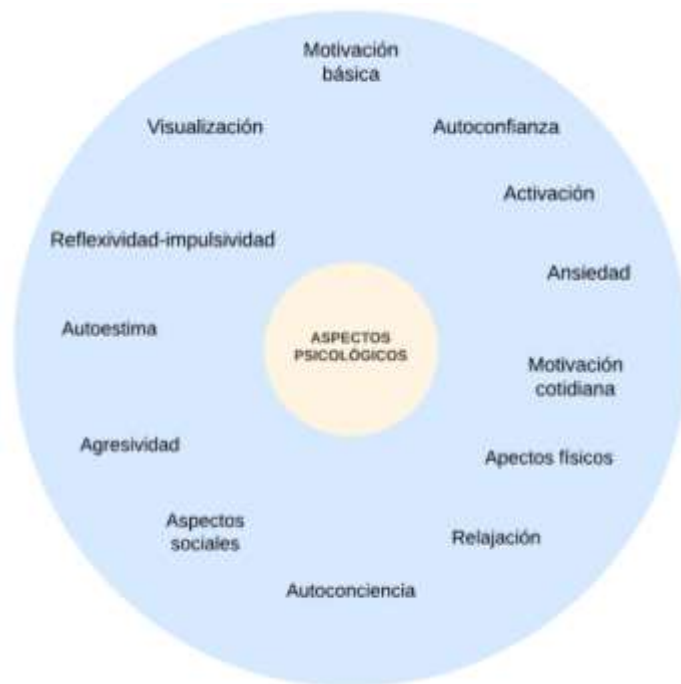 Motivación
básica
Visualización
Autoconfianza
Activación
Reflexividad-impulsividad
Ansiedad
Autoestima
ASPECTOS
PSICOLÓGICOS
Motivación
cotidiana
Agresividad
Apectos físicos
Aspectos
sociales
Relajación
Autoconciencia